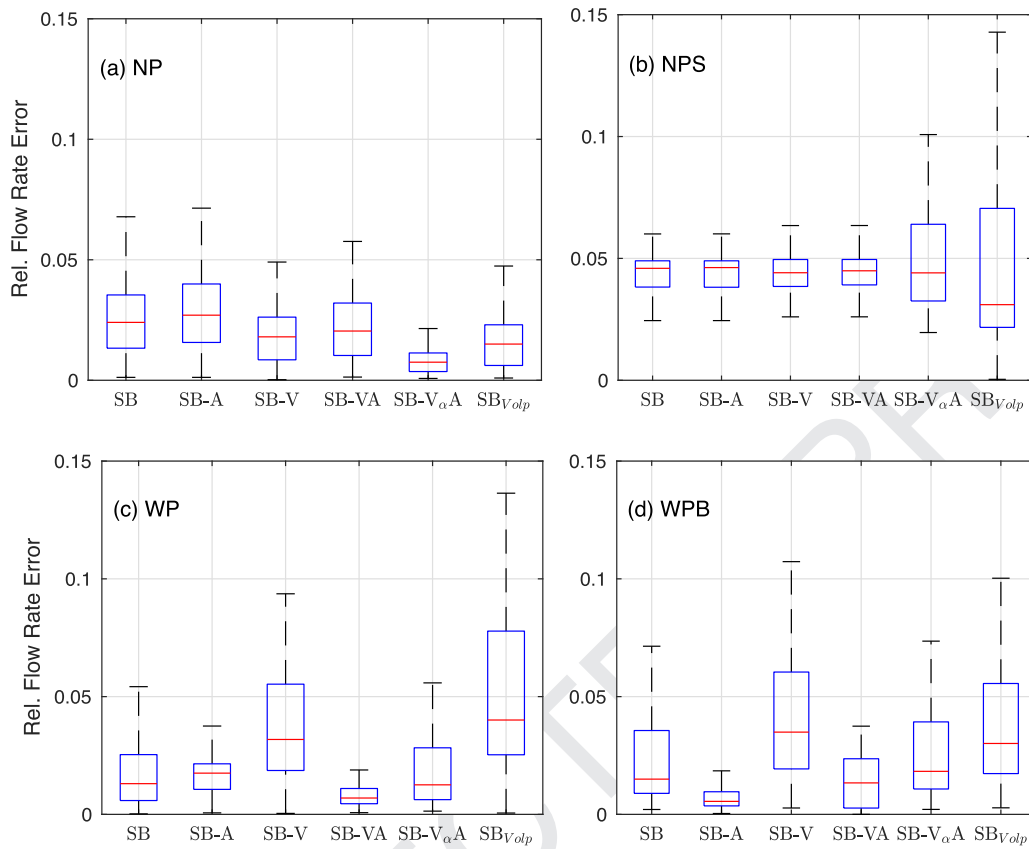 0.15
(a) NP
0.1
0.05
0
Rel. Flow Rate Error
SB SB-A SB-V SB-VA SB-VαA SBVolp
0.15
(b) NPS
0.1
0.05
0
SB SB-A SB-V SB-VA SB-VαA SBVolp
0.15
(c) WP
0.1
0.05
0
Rel. Flow Rate Error
SB SB-A SB-V SB-VA SB-VαA SBVolp
0.15
(d) WPB
0.1
0.05
0
SB SB-A SB-V SB-VA SB-VαA SBVolp